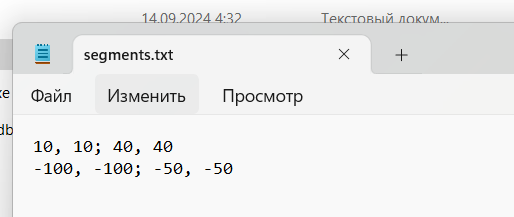 14.09.2024 4:32 Текстовый докум...
segments.txt
Файл Изменить Просмотр
10, 10; 40, 40
-100, -100; -50, -50